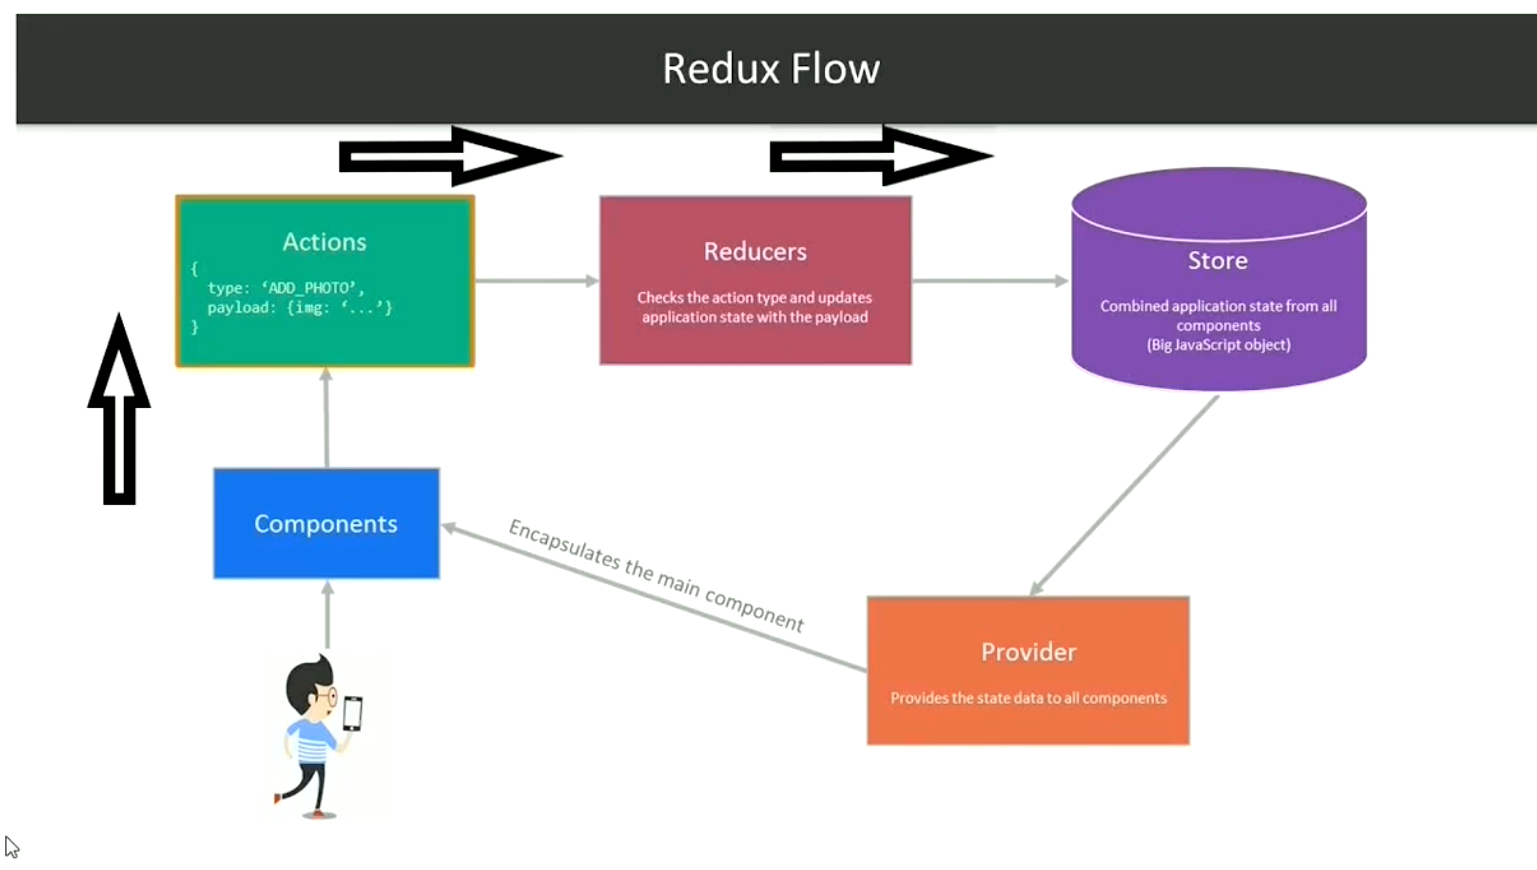 Redux Flow
Actions
{
type: ‘ADD_PHOTO’,
payload: {img: ‘...’}
}
Reducers
Checks the action type and updates
application state with the payload
Store
Combined application state from all
components
(Big JavaScript object)
Components
Encapsulates the main component
Provider
Provides the state data to all components